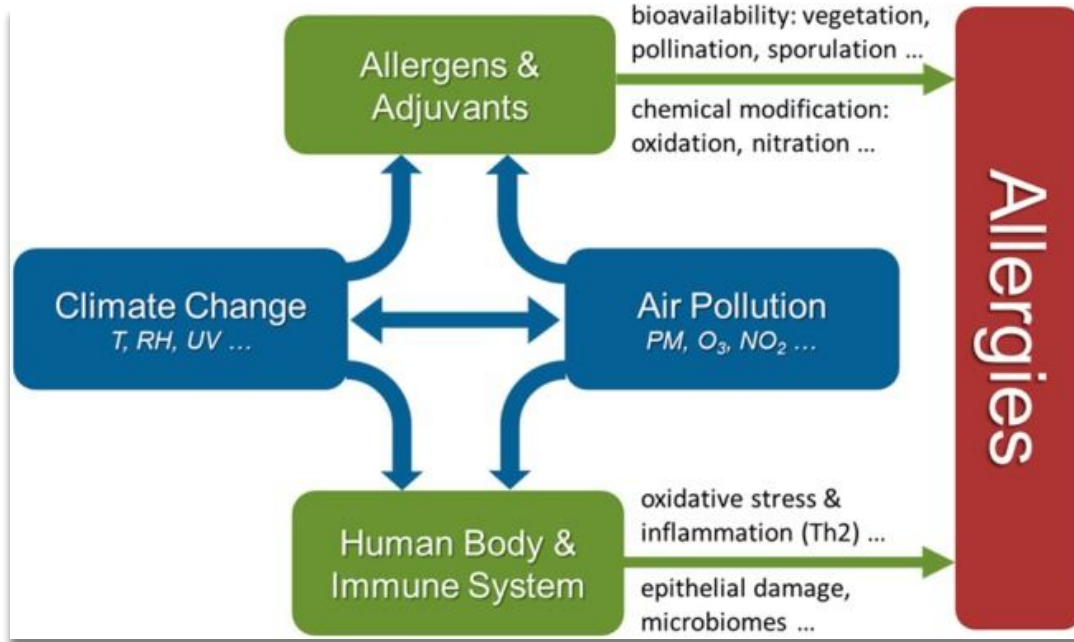 Allergens &
Adjuvants
bioavailability: vegetation,
pollination, sporulation ...
chemical modification:
oxidation, nitration ...
Climate Change
T, RH, UV ...
Air Pollution
PM, O₃, NO₂ ...
Human Body &
Immune System
oxidative stress &
inflammation (Th2) ...
epithelial damage,
microbiomes ...
Allergies